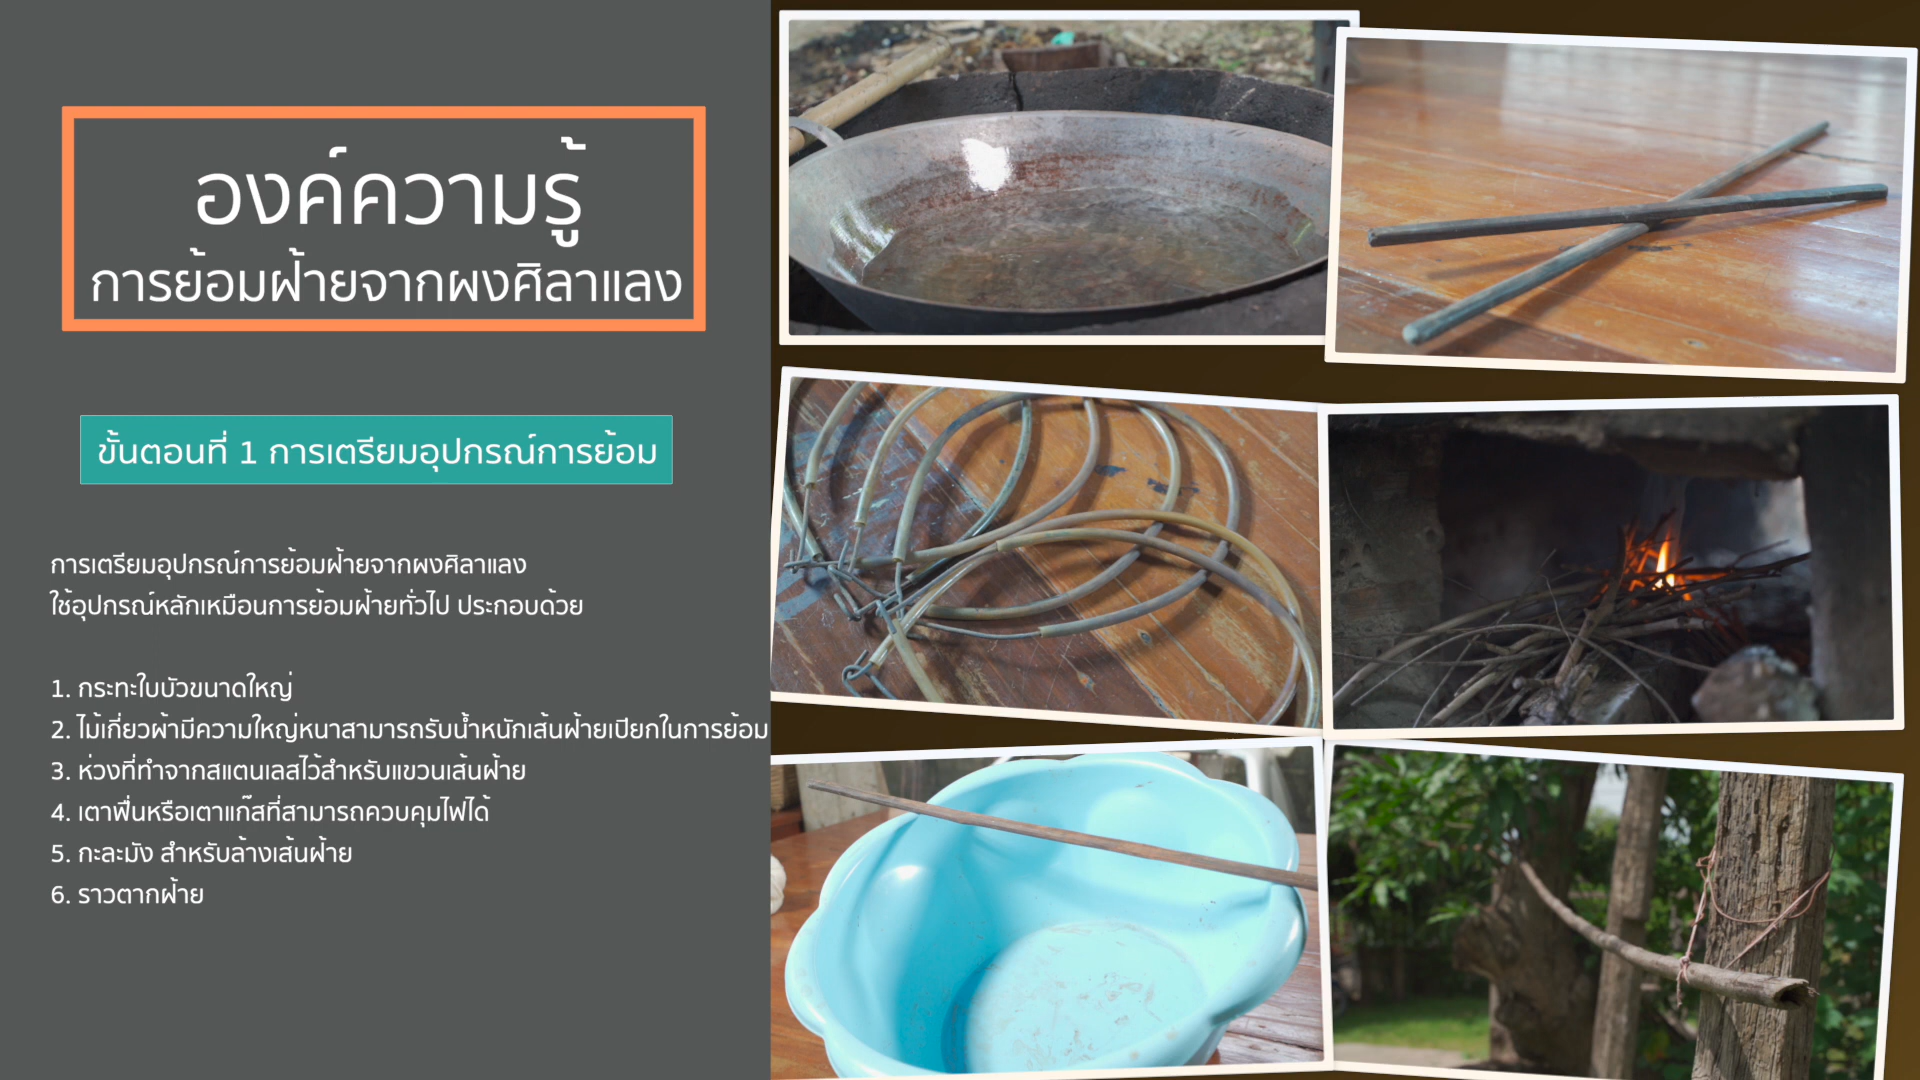 องค์ความรู้
การย้อมฝ้ายจากผงศิลาแลง
ขั้นตอนที่ 1 การเตรียมอุปกรณ์การย้อม
การเตรียมอุปกรณ์การย้อมฝ้ายจากผงศิลาแลง
ใช้อุปกรณ์หลักเหมือนการย้อมฝ้ายทั่วไป ประกอบด้วย
1. กระทะใบบัวขนาดใหญ่
2. ไม้เกี่ยวผ้ามีความใหญ่หนาสามารถรับน้ำหนักเส้นฝ้ายเปียกในการย้อม
3. ห่วงที่ทำจากสแตนเลสไว้สำหรับแขวนเส้นฝ้าย
4. เตาฟืนหรือเตาแก๊สที่สามารถควบคุมไฟได้
5. กะละมัง สำหรับล้างเส้นฝ้าย
6. ราวตากฝ้าย